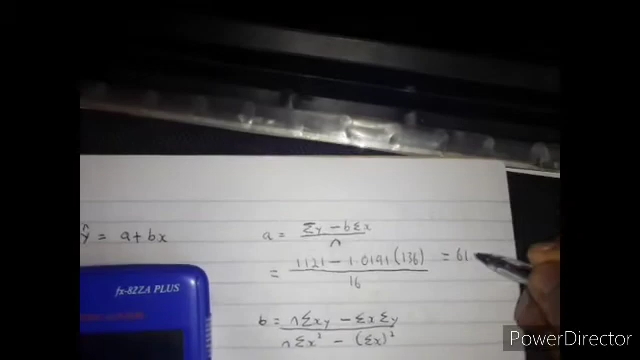 ŷ = a + bx
a = Σy - bΣx
n
= 1121 - 1.0191(136) = 61
16
b = nΣxy - ΣxΣy
nΣx² - (Σx)²
fx-82ZA PLUS
PowerDirector